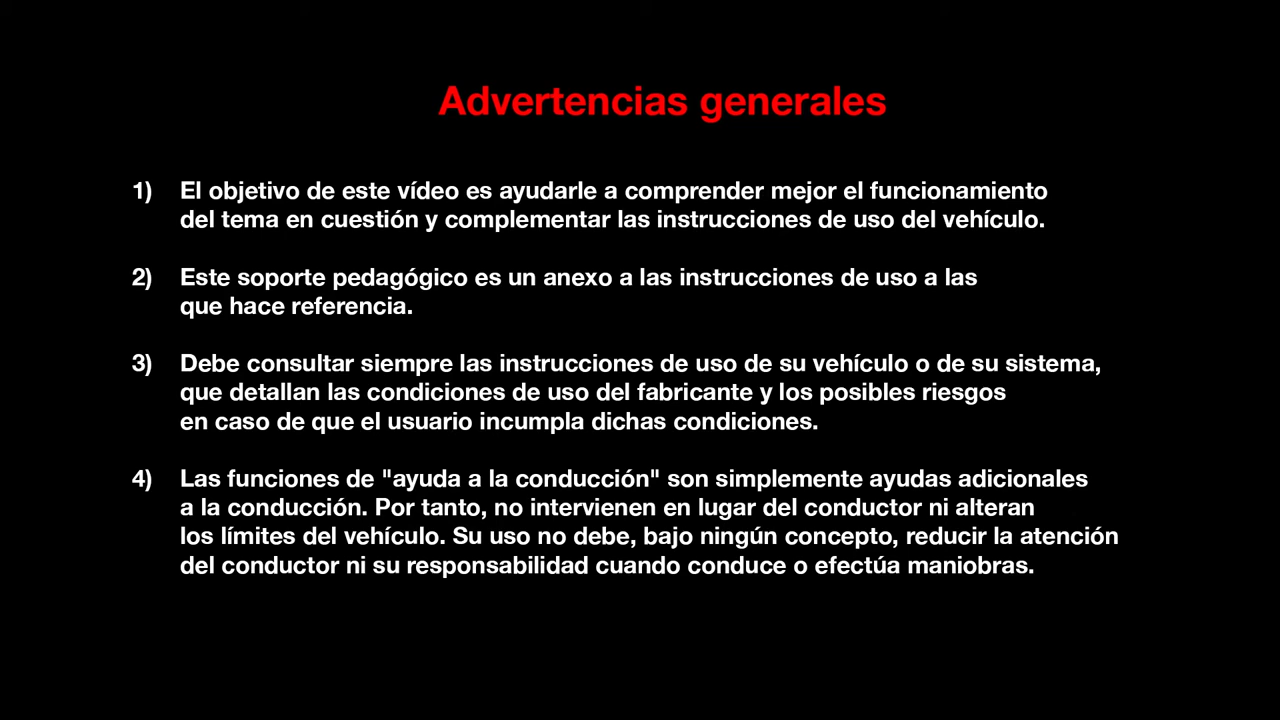 Advertencias generales
1) El objetivo de este vídeo es ayudarle a comprender mejor el funcionamiento
del tema en cuestión y complementar las instrucciones de uso del vehículo.
2) Este soporte pedagógico es un anexo a las instrucciones de uso a las
que hace referencia.
3) Debe consultar siempre las instrucciones de uso de su vehículo o de su sistema,
que detallan las condiciones de uso del fabricante y los posibles riesgos
en caso de que el usuario incumpla dichas condiciones.
4) Las funciones de "ayuda a la conducción" son simplemente ayudas adicionales
a la conducción. Por tanto, no intervienen en lugar del conductor ni alteran
los límites del vehículo. Su uso no debe, bajo ningún concepto, reducir la atención
del conductor ni su responsabilidad cuando conduce o efectúa maniobras.